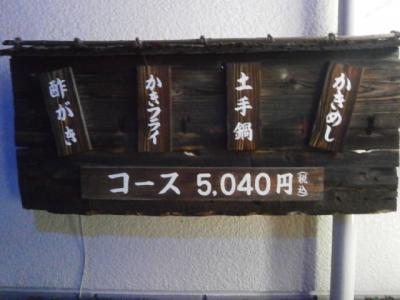 かきめし
土手鍋
かきフライ
酢がき
コース 5,040円(税込)